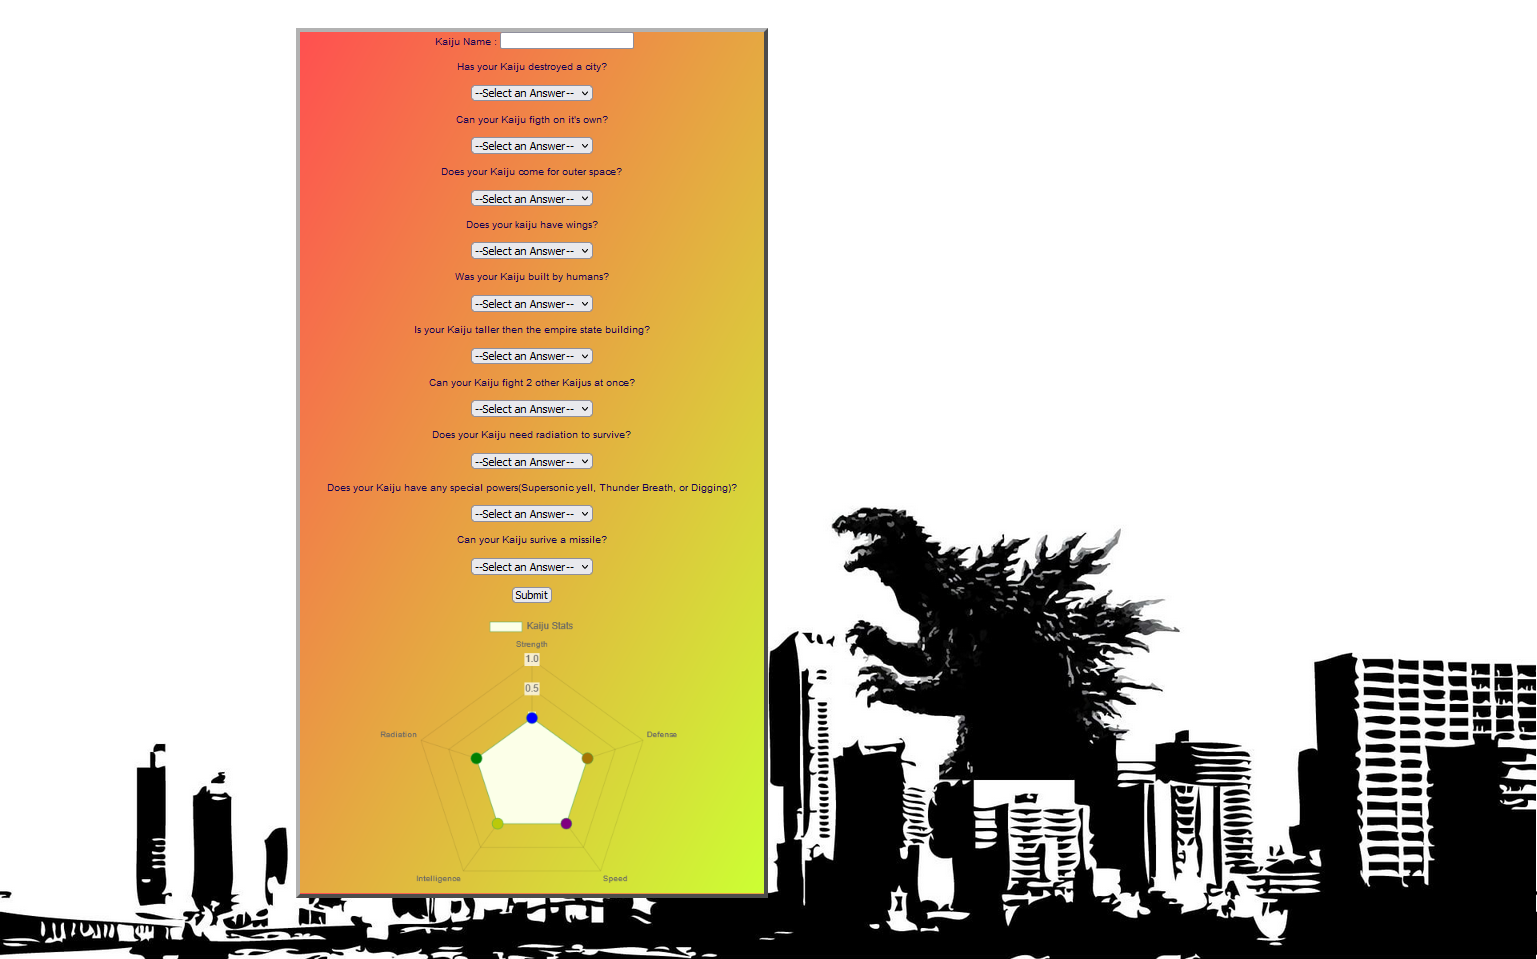 Kaiju Name :
Has your Kaiju destroyed a city?
--Select an Answer--
Can your Kaiju figth on it's own?
--Select an Answer--
Does your Kaiju come for outer space?
--Select an Answer--
Does your kaiju have wings?
--Select an Answer--
Was your Kaiju built by humans?
--Select an Answer--
Is your Kaiju taller then the empire state building?
--Select an Answer--
Can your Kaiju fight 2 other Kaijus at once?
--Select an Answer--
Does your Kaiju need radiation to survive?
--Select an Answer--
Does your Kaiju have any special powers(Supersonic yell, Thunder Breath, or Digging)?
--Select an Answer--
Can your Kaiju surive a missile?
--Select an Answer--
Submit
Kaiju Stats
Strength
1.0
0.5
Radiation
Defense
Intelligence
Speed